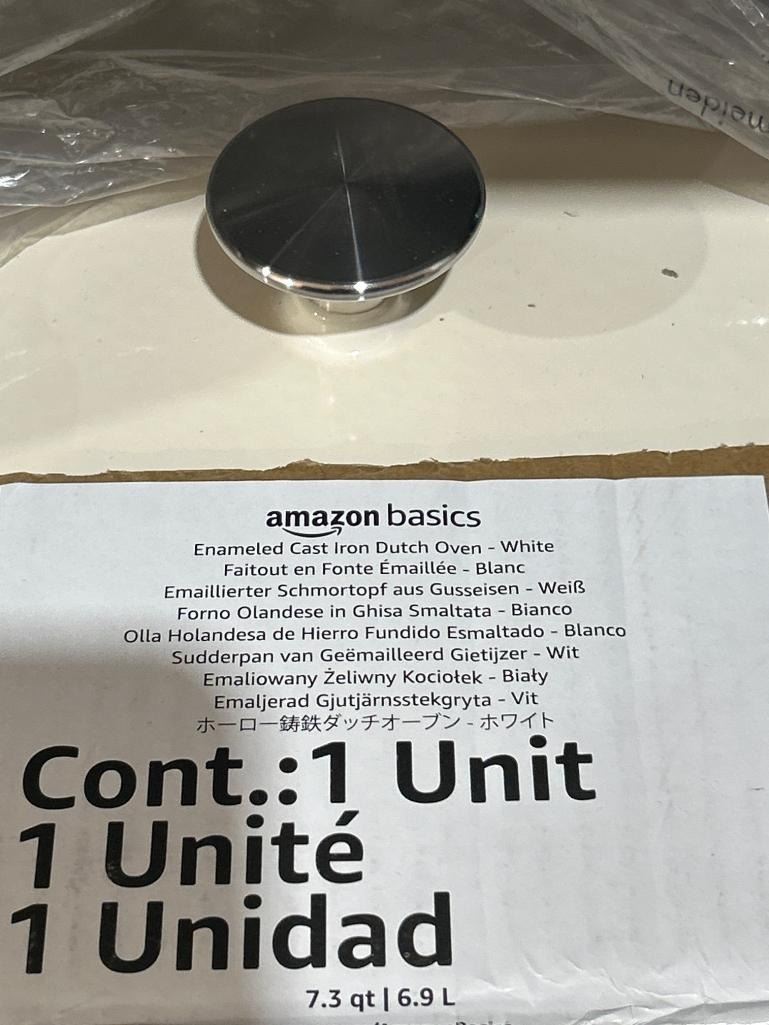 meiden
amazon basics
Enameled Cast Iron Dutch Oven - White
Faitout en Fonte Émaillée - Blanc
Emaillierter Schmortopf aus Gusseisen - Weiß
Forno Olandese in Ghisa Smaltata - Bianco
Olla Holandesa de Hierro Fundido Esmaltado - Blanco
Sudderpan van Geëmailleerd Gietijzer - Wit
Emaliowany Żeliwny Kociołek - Biały
Emaljerad Gjutjärnsstekgryta - Vit
ホーロー鋳鉄ダッチオーブン - ホワイト
Cont.:1 Unit
1 Unité
1 Unidad
7.3 qt | 6.9 L